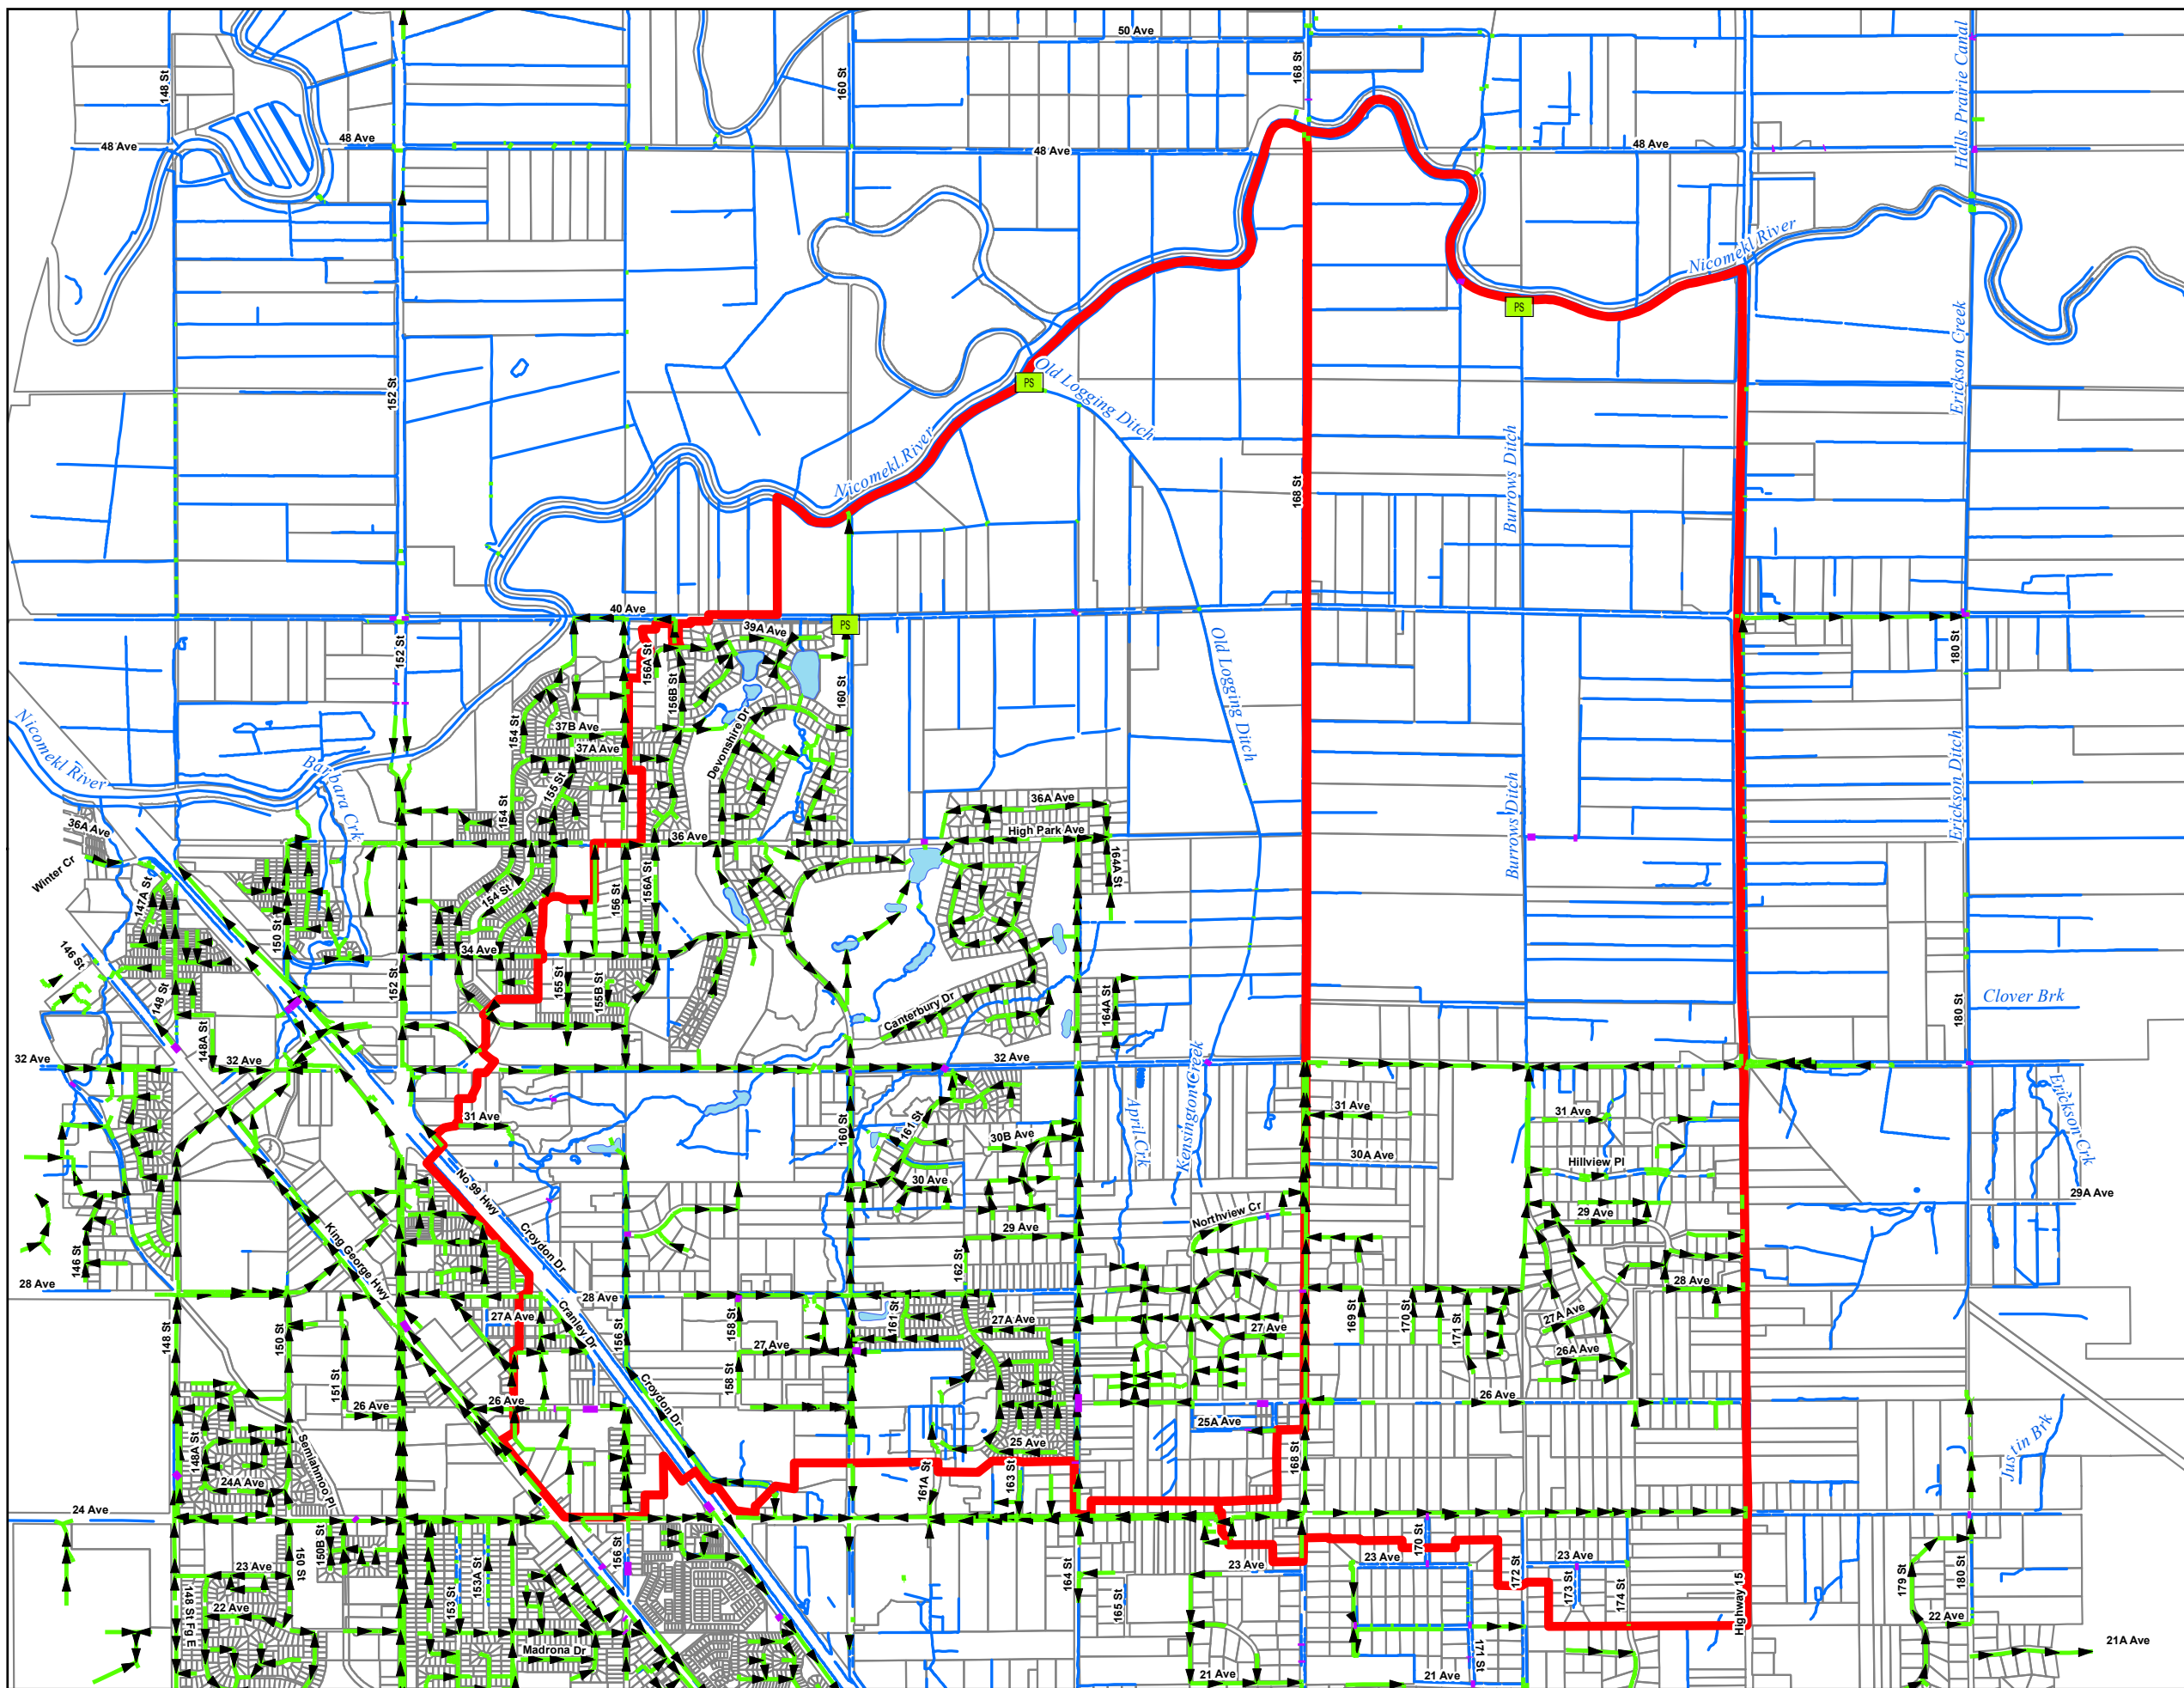 50 Ave
148 St
160 St
168 St
Halls Prairie Canal
48 Ave
48 Ave
48 Ave
48 Ave
Nicomekl River
PS
152 St
PS
Old Logging Ditch
Erickson Creek
Nicomekl River
168 St
Burrows Ditch
40 Ave
PS
39A Ave
152 St
156A St
156B St
160 St
Old Logging Ditch
180 St
Nicomekl River
Barbara Crk
154 St
37B Ave
37A Ave
Devonshire Dr
155 St
154 St
Burrows Ditch
Erickson Ditch
36A Ave
36A Ave
High Park Ave
36 Ave
Winter Cr
147A St
154 St
156 St
156A St
164A St
150 St
34 Ave
146 St
148 St
152 St
155 St
155B St
Canterbury Dr
164A St
180 St
Clover Brk
148A St
32 Ave
32 Ave
32 Ave
Kensington Creek
April Crk
Erickson Crk
31 Ave
160 St
161 St
30B Ave
31 Ave
31 Ave
30A Ave
Hillview Pl
No 99 Hwy
30 Ave
29A Ave
Northview Cr
29 Ave
29 Ave
King George Hwy
Croydon Dr
146 St
162 St
28 Ave
28 Ave
28 Ave
27A Ave
Cranley Dr
156 St
158 St
161 St
27A Ave
27 Ave
169 St
170 St
171 St
27A Ave
26A Ave
148 St
150 St
151 St
27 Ave
158 St
26 Ave
26 Ave
Croydon Dr
26 Ave
25A Ave
148A St
Semiahmoo Pl
25 Ave
168 St
Justin Brk
24A Ave
161A St
163 St
24 Ave
150B St
150 St
23 Ave
153 St
153A St
156 St
164 St
23 Ave
23 Ave
170 St
172 St
23 Ave
173 St
174 St
Highway 15
179 St
180 St
148 St Fg E
22 Ave
165 St
22 Ave
Madrona Dr
171 St
21A Ave
21 Ave
21 Ave